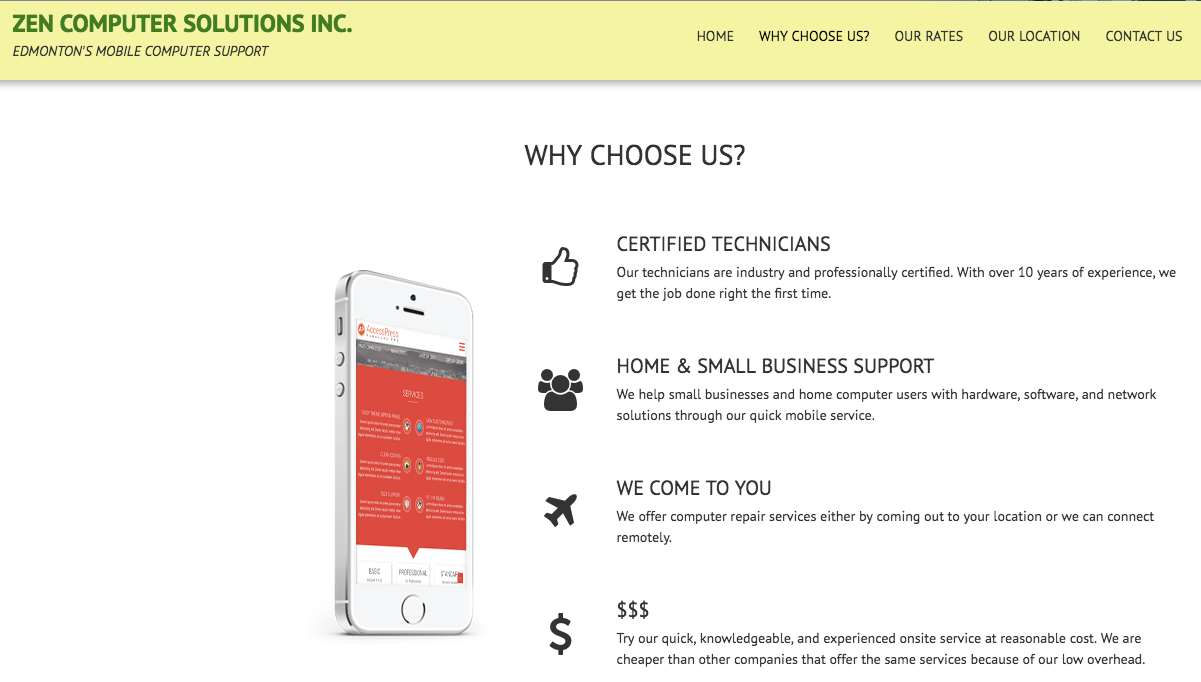 ZEN COMPUTER SOLUTIONS INC.
EDMONTON'S MOBILE COMPUTER SUPPORT
HOME
WHY CHOOSE US?
OUR RATES
OUR LOCATION
CONTACT US
WHY CHOOSE US?
CERTIFIED TECHNICIANS
Our technicians are industry and professionally certified. With over 10 years of experience, we
get the job done right the first time.
HOME & SMALL BUSINESS SUPPORT
We help small businesses and home computer users with hardware, software, and network
solutions through our quick mobile service.
WE COME TO YOU
We offer computer repair services either by coming out to your location or we can connect
remotely.
$$$
Try our quick, knowledgeable, and experienced onsite service at reasonable cost. We are
cheaper than other companies that offer the same services because of our low overhead.
AccessPress
SERVICES
BASIC
PROFESSIONAL